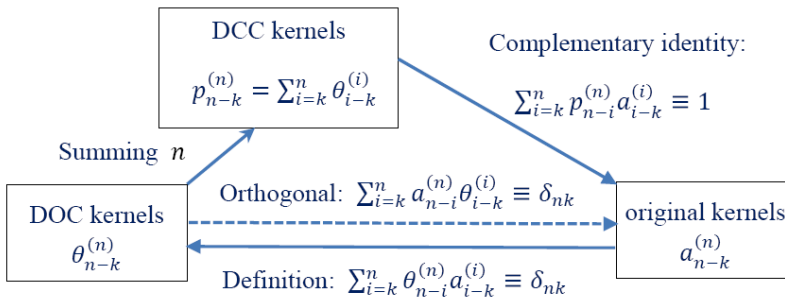 DCC kernels
p_{n-k}^{(n)} = ∑_{i=k}^{n} θ_{i-k}^{(i)}
Complementary identity:
∑_{i=k}^{n} p_{n-i}^{(n)} a_{i-k}^{(i)} ≡ 1
Summing n
DOC kernels
θ_{n-k}^{(n)}
Orthogonal: ∑_{i=k}^{n} a_{n-i}^{(n)} θ_{i-k}^{(i)} ≡ δ_{nk}
original kernels
a_{n-k}^{(n)}
Definition: ∑_{i=k}^{n} θ_{n-i}^{(n)} a_{i-k}^{(i)} ≡ δ_{nk}